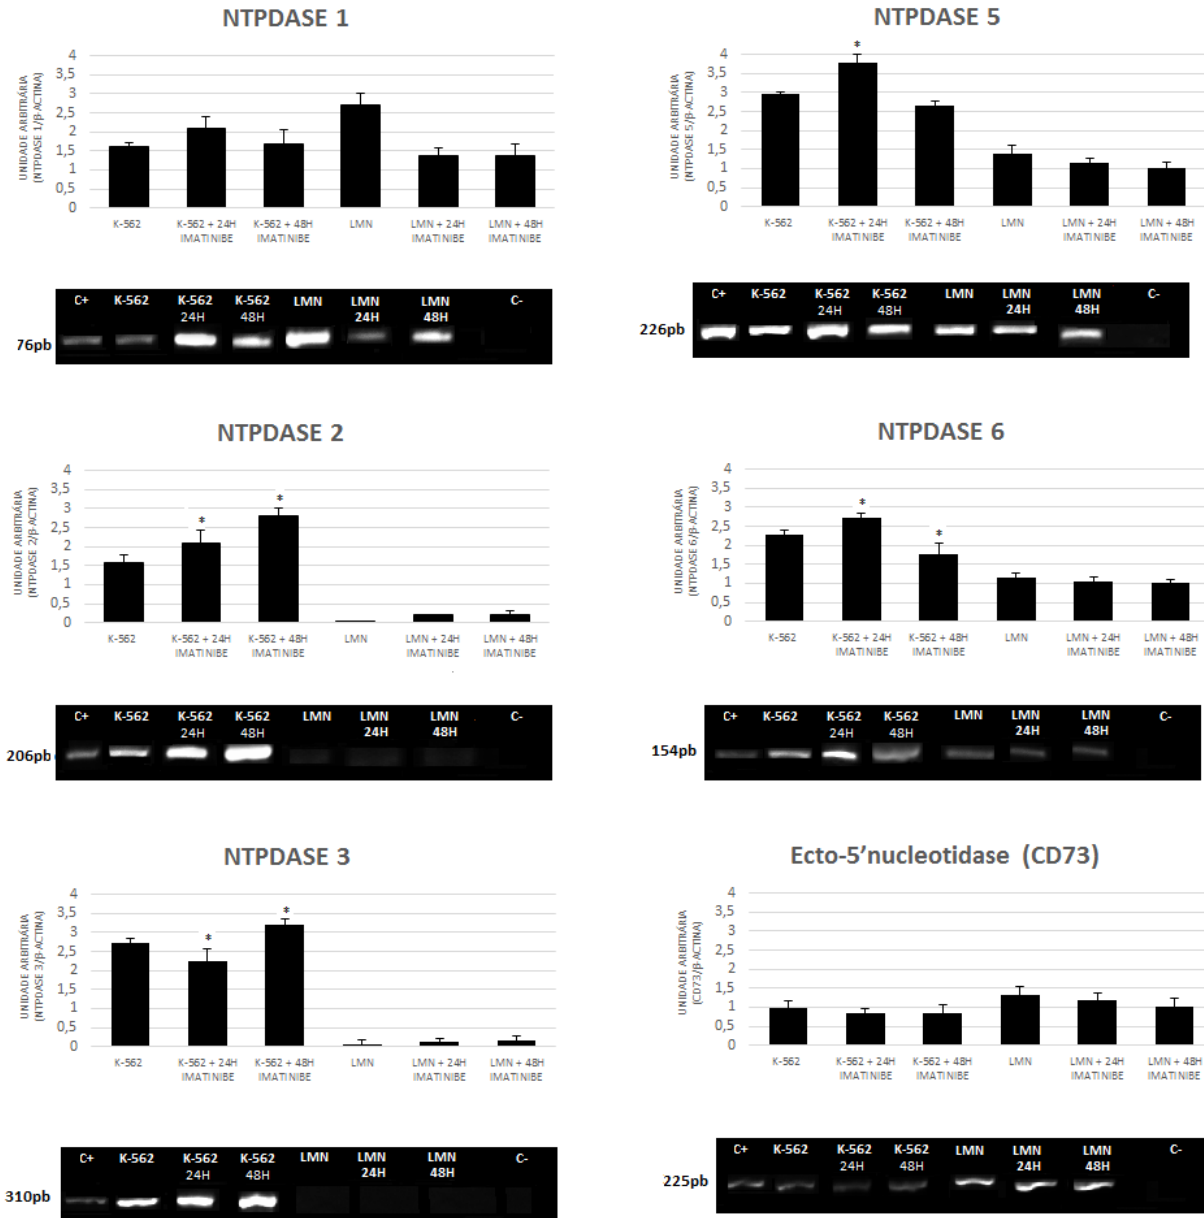 NTPDASE 1
UNIDADE ARBITRÁRIA
(NTPDASE 1/β-ACTINA)
4
3,5
3
2,5
2
1,5
1
0,5
0
K-562
K-562 + 24H
IMATINIBE
K-562 + 48H
IMATINIBE
LMN
LMN + 24H
IMATINIBE
LMN + 48H
IMATINIBE
C+ K-562 K-562 K-562 LMN LMN LMN C-
24H 48H 24H 48H
76pb
NTPDASE 2
UNIDADE ARBITRÁRIA
(NTPDASE 2/β-ACTINA)
4
3,5
3
2,5
2
1,5
1
0,5
0
* *
K-562
K-562 + 24H
IMATINIBE
K-562 + 48H
IMATINIBE
LMN
LMN + 24H
IMATINIBE
LMN + 48H
IMATINIBE
C+ K-562 K-562 K-562 LMN LMN LMN C-
24H 48H 24H 48H
206pb
NTPDASE 3
UNIDADE ARBITRÁRIA
(NTPDASE 3/β-ACTINA)
4
3,5
3
2,5
2
1,5
1
0,5
0
* *
K-562
K-562 + 24H
IMATINIBE
K-562 + 48H
IMATINIBE
LMN
LMN + 24H
IMATINIBE
LMN + 48H
IMATINIBE
C+ K-562 K-562 K-562 LMN LMN LMN C-
24H 48H 24H 48H
310pb
NTPDASE 5
UNIDADE ARBITRÁRIA
(NTPDASE 5/β-ACTINA)
4
3,5
3
2,5
2
1,5
1
0,5
0
*
K-562
K-562 + 24H
IMATINIBE
K-562 + 48H
IMATINIBE
LMN
LMN + 24H
IMATINIBE
LMN + 48H
IMATINIBE
C+ K-562 K-562 K-562 LMN LMN LMN C-
24H 48H 24H 48H
226pb
NTPDASE 6
UNIDADE ARBITRÁRIA
(NTPDASE 6/β-ACTINA)
4
3,5
3
2,5
2
1,5
1
0,5
0
* *
K-562
K-562 + 24H
IMATINIBE
K-562 + 48H
IMATINIBE
LMN
LMN + 24H
IMATINIBE
LMN + 48H
IMATINIBE
C+ K-562 K-562 K-562 LMN LMN LMN C-
24H 48H 24H 48H
154pb
Ecto-5’nucleotidase (CD73)
UNIDADE ARBITRÁRIA
(CD73/β-ACTINA)
4
3,5
3
2,5
2
1,5
1
0,5
0
K-562
K-562 + 24H
IMATINIBE
K-562 + 48H
IMATINIBE
LMN
LMN + 24H
IMATINIBE
LMN + 48H
IMATINIBE
C+ K-562 K-562 K-562 LMN LMN LMN C-
24H 48H 24H 48H
225pb